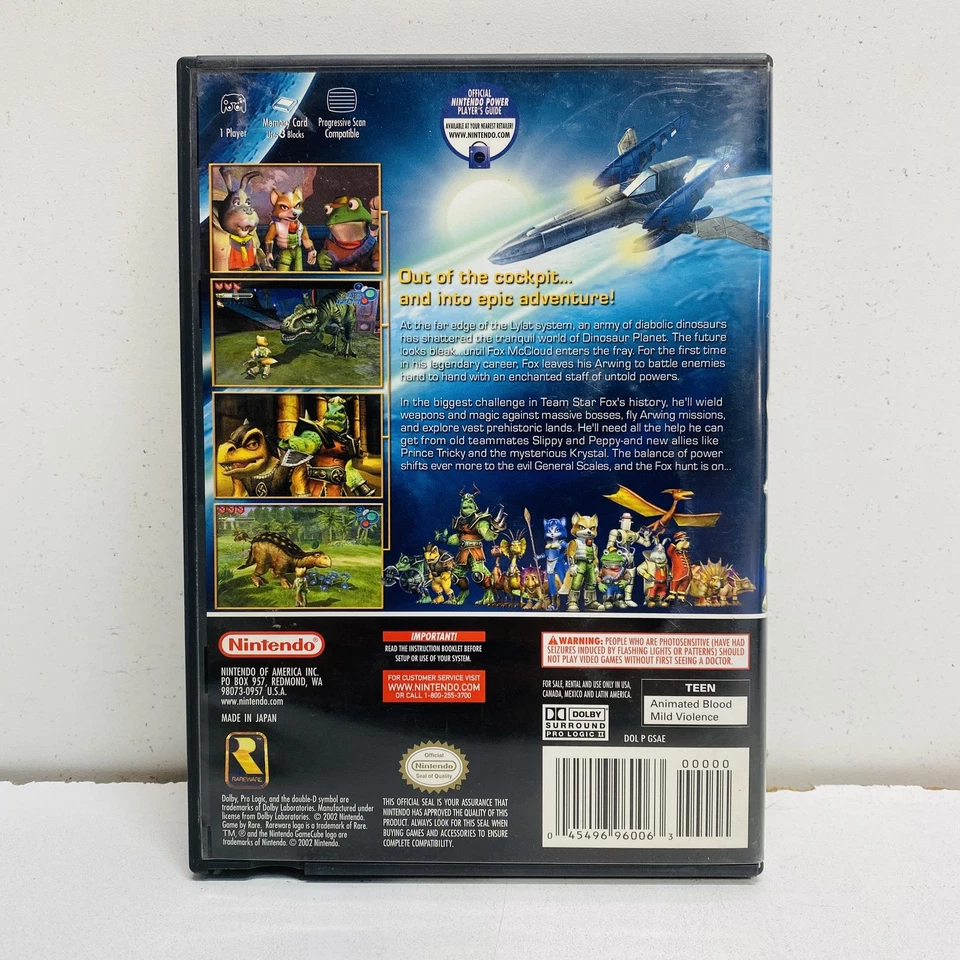 OFFICIAL
NINTENDO POWER
PLAYER'S GUIDE
AVAILABLE AT YOUR NEAREST RETAILER!
WWW.NINTENDO.COM
1 Player
Memory Card
Uses 3 Blocks
Progressive Scan
Compatible
Out of the cockpit...
and into epic adventure!
At the far edge of the Lylat system, an army of diabolic dinosaurs
has shattered the tranquil world of Dinosaur Planet. The future
looks bleak...until Fox McCloud enters the fray. For the first time
in his legendary career, Fox leaves his Arwing to battle enemies
hand to hand with an enchanted staff of untold powers.
In the biggest challenge in Team Star Fox's history, he'll wield
weapons and magic against massive bosses, fly Arwing missions,
and explore vast prehistoric lands. He'll need all the help he can
get from old teammates Slippy and Peppy-and new allies like
Prince Tricky and the mysterious Krystal. The balance of power
shifts ever more to the evil General Scales, and the Fox hunt is on...
Nintendo®
NINTENDO OF AMERICA INC.
PO BOX 957, REDMOND, WA
98073-0957 U.S.A.
www.nintendo.com
MADE IN JAPAN
R
RAREWARE
Dolby, Pro Logic, and the double-D symbol are
trademarks of Dolby Laboratories. Manufactured under
license from Dolby Laboratories. © 2002 Nintendo.
Game by Rare. Rareware logo is a trademark of Rare.
TM, ® and the Nintendo GameCube logo are
trademarks of Nintendo. © 2002 Nintendo.
IMPORTANT!
READ THE INSTRUCTION BOOKLET BEFORE
SETUP OR USE OF YOUR SYSTEM.
FOR CUSTOMER SERVICE VISIT
WWW.NINTENDO.COM
OR CALL 1-800-255-3700
Official
Nintendo
Seal of Quality
THIS OFFICIAL SEAL IS YOUR ASSURANCE THAT
NINTENDO HAS APPROVED THE QUALITY OF THIS
PRODUCT. ALWAYS LOOK FOR THIS SEAL WHEN
BUYING GAMES AND ACCESSORIES TO ENSURE
COMPLETE COMPATIBILITY.
WARNING: PEOPLE WHO ARE PHOTOSENSITIVE (HAVE HAD
SEIZURES INDUCED BY FLASHING LIGHTS OR PATTERNS) SHOULD
NOT PLAY VIDEO GAMES WITHOUT FIRST SEEING A DOCTOR.
FOR SALE, RENTAL AND USE ONLY IN USA,
CANADA, MEXICO AND LATIN AMERICA.
DOLBY
SURROUND
PRO LOGIC II
TEEN
Animated Blood
Mild Violence
DOL P GSAE
00000
0 45496 96006 3